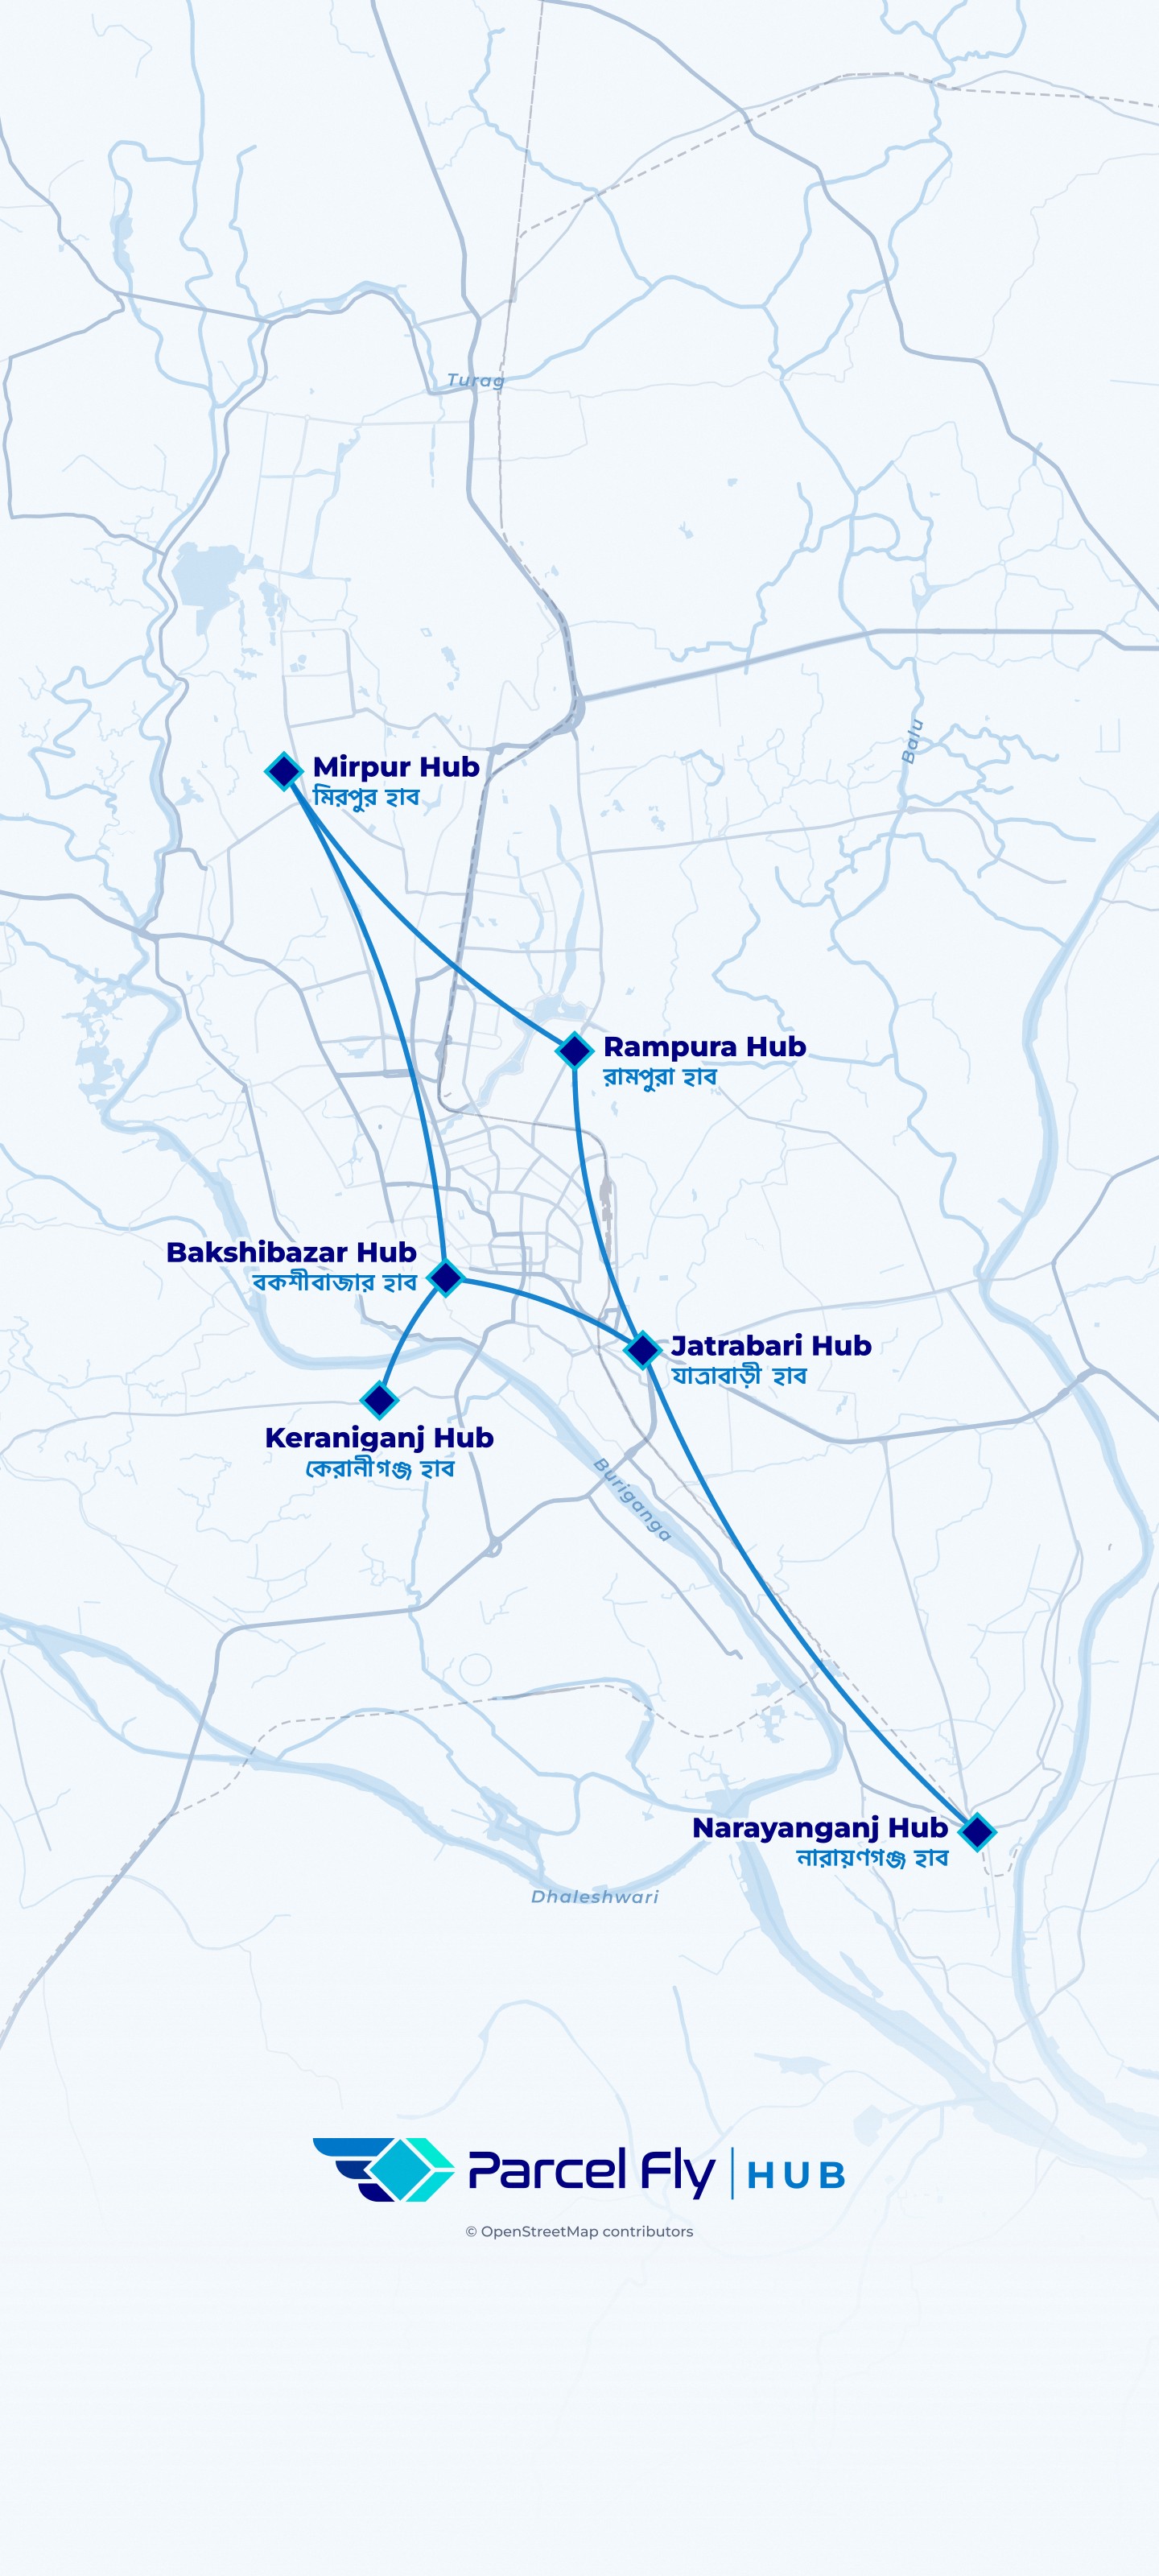 Turag
Balu
Mirpur Hub
মিরপুর হাব
Rampura Hub
রামপুরা হাব
Bakshibazar Hub
বকশীবাজার হাব
Jatrabari Hub
যাত্রাবাড়ী হাব
Keraniganj Hub
কেরানীগঞ্জ হাব
Buriganga
Narayanganj Hub
নারায়ণগঞ্জ হাব
Dhaleshwari
Parcel Fly | HUB
© OpenStreetMap contributors